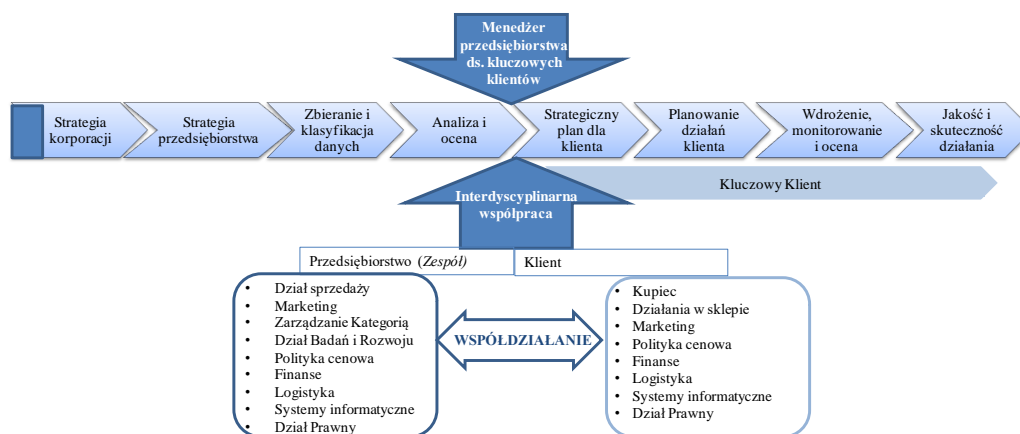 Menedżer
przedsiębiorstwa
ds. kluczowych
klientów
Strategia
korporacji
Strategia
przedsiębiorstwa
Zbieranie i
klasyfikacja
danych
Analiza i
ocena
Strategiczny
plan dla
klienta
Planowanie
działań
klienta
Wdrożenie,
monitorowanie
i ocena
Jakość i
skuteczność
działania
Kluczowy Klient
Interdyscyplinarna
współpraca
Przedsiębiorstwo (Zespół)
Klient
• Dział sprzedaży
• Marketing
• Zarządzanie Kategorią
• Dział Badań i Rozwoju
• Polityka cenowa
• Finanse
• Logistyka
• Systemy informatyczne
• Dział Prawny
WSPÓŁDZIAŁANIE
• Kupiec
• Działania w sklepie
• Marketing
• Polityka cenowa
• Finanse
• Logistyka
• Systemy informatyczne
• Dział Prawny